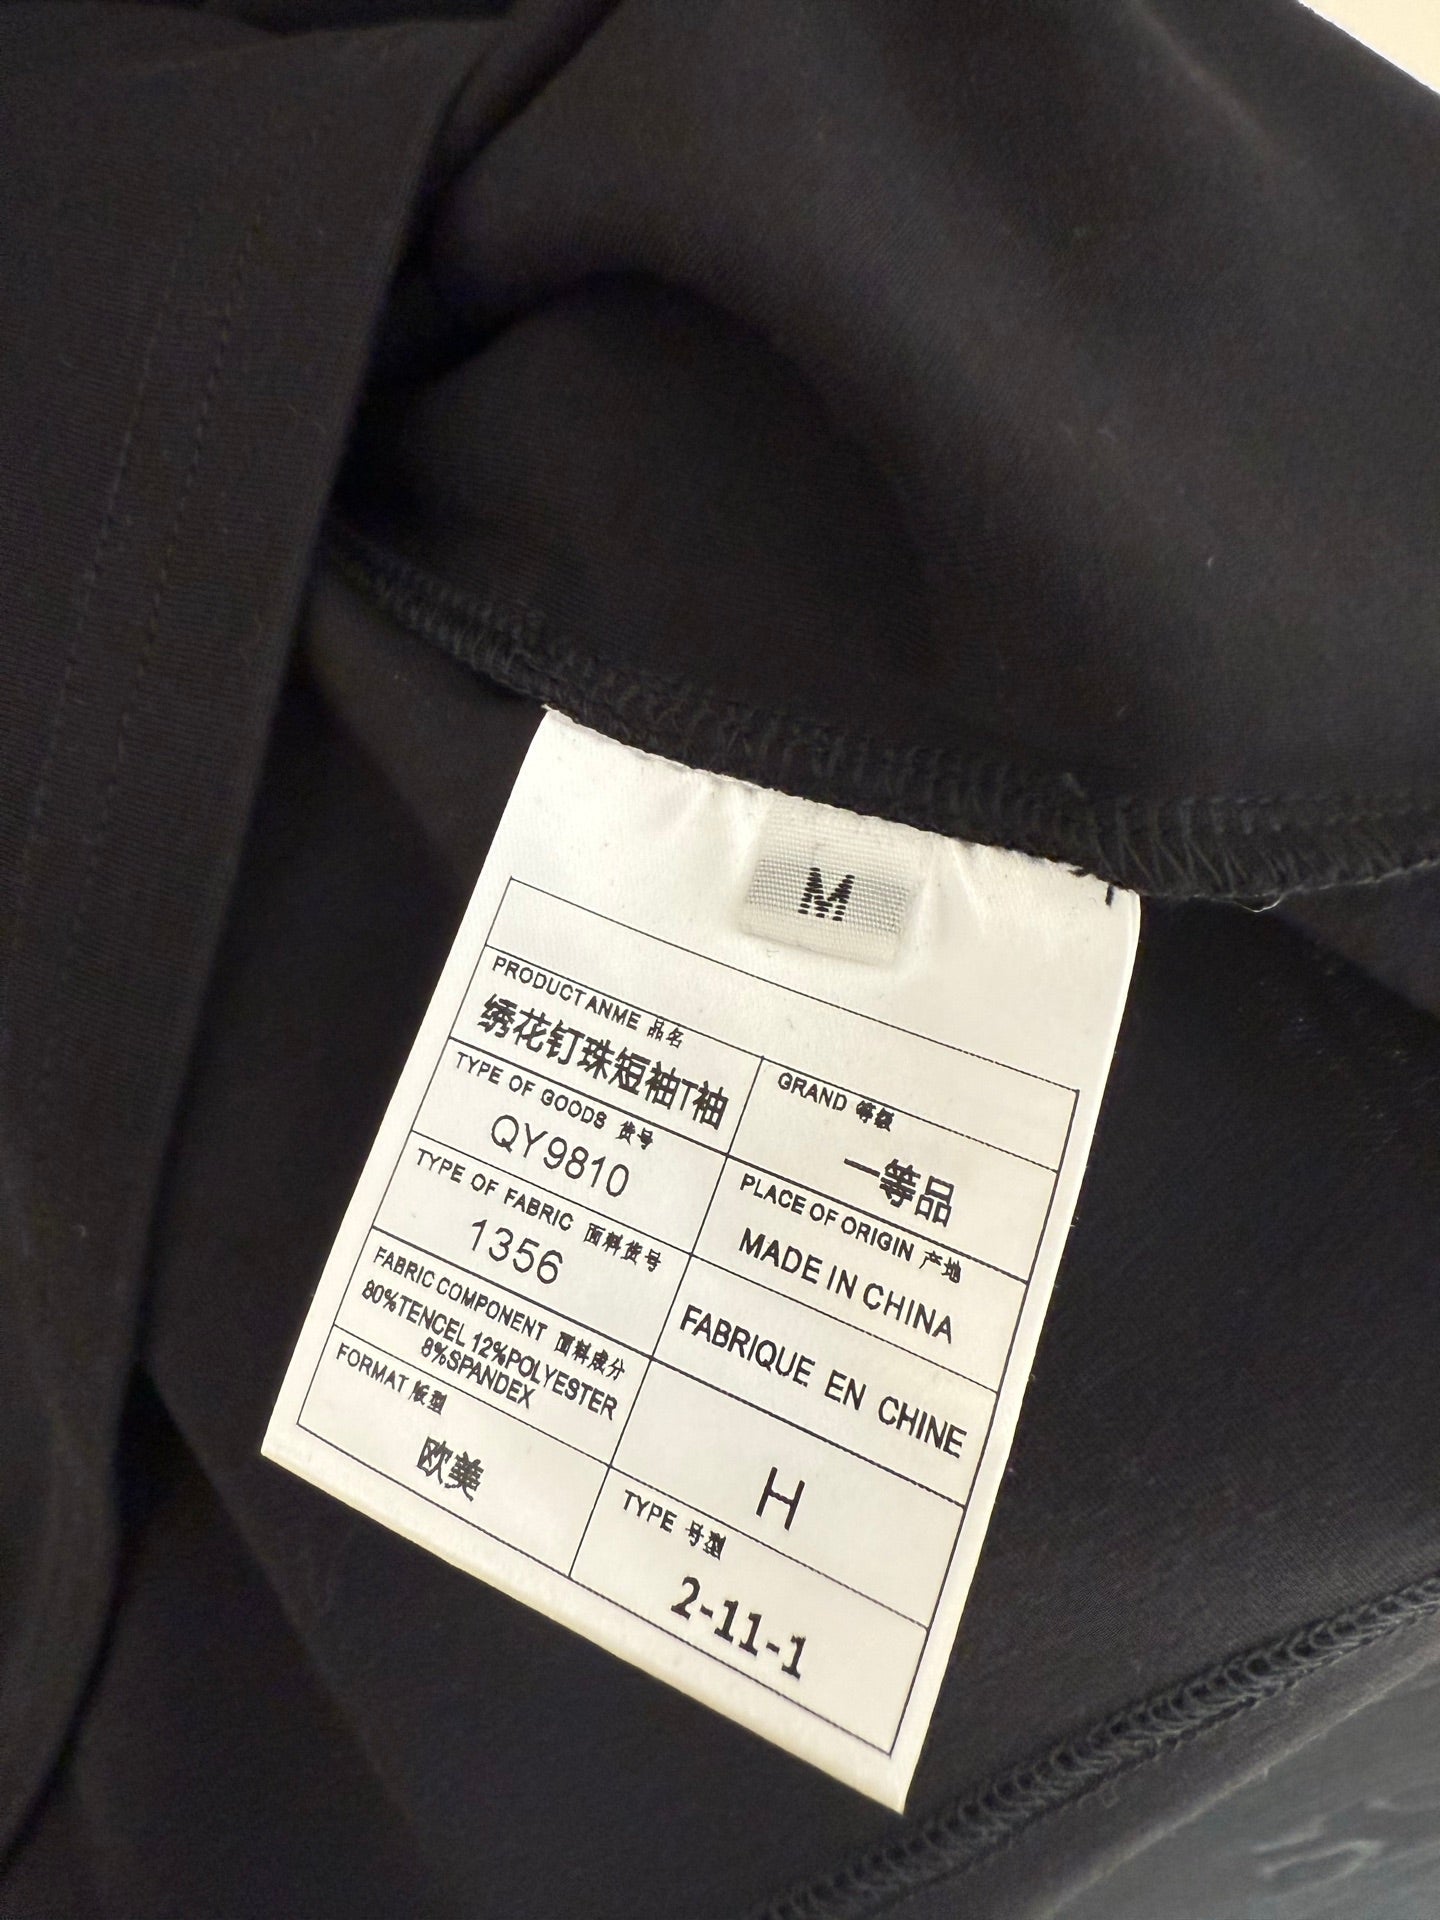 M
PRODUCT ANME 品名
绣花钉珠短袖T袖
GRAND 等级
一等品
TYPE OF GOODS 货号
QY9810
PLACE OF ORIGIN 产地
MADE IN CHINA
TYPE OF FABRIC 面料货号
1356
FABRIQUE EN CHINE
FABRIC COMPONENT 面料成分
80%TENCEL 12%POLYESTER
8%SPANDEX
H
FORMAT 版型
欧美
TYPE 号型
2-11-1